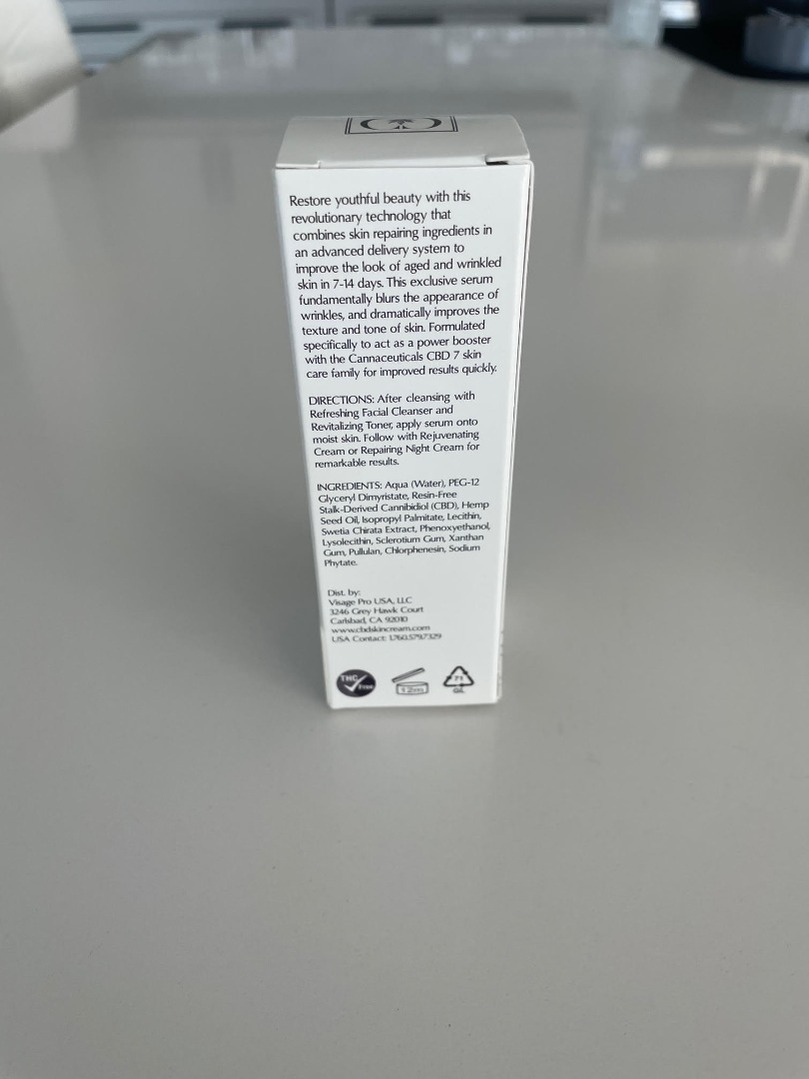 Restore youthful beauty with this
revolutionary technology that
combines skin repairing ingredients in
an advanced delivery system to
improve the look of aged and wrinkled
skin in 7-14 days. This exclusive serum
fundamentally blurs the appearance of
wrinkles, and dramatically improves the
texture and tone of skin. Formulated
specifically to act as a power booster
with the Cannaceuticals CBD 7 skin
care family for improved results quickly.
DIRECTIONS: After cleansing with
Refreshing Facial Cleanser and
Revitalizing Toner, apply serum onto
moist skin. Follow with Rejuvenating
Cream or Repairing Night Cream for
remarkable results.
INGREDIENTS: Aqua (Water), PEG-12
Glyceryl Dimyristate, Resin-Free
Stalk-Derived Cannibidiol (CBD), Hemp
Seed Oil, Isopropyl Palmitate, Lecithin,
Swetia Chirata Extract, Phenoxyethanol,
Lysolecithin, Sclerotium Gum, Xanthan
Gum, Pullulan, Chlorphenesin, Sodium
Phytate.
Dist. by:
Visage Pro USA, LLC
3246 Grey Hawk Court
Carlsbad, CA 92010
www.cbdskincream.com
USA Contact: 1.760.579.7329
THC
Free
12M
71
GL